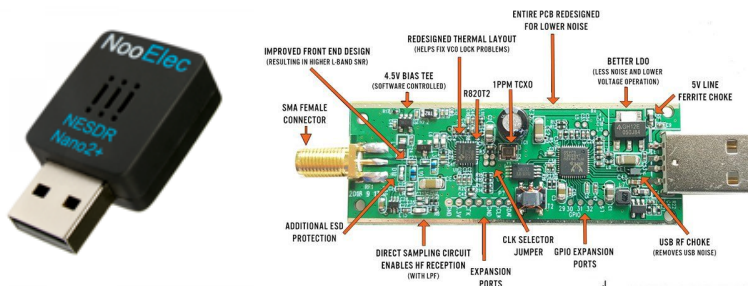 NooElec
NESDR
Nano2+
ENTIRE PCB REDESIGNED
FOR LOWER NOISE
REDESIGNED THERMAL LAYOUT
(HELPS FIX VCO LOCK PROBLEMS)
IMPROVED FRONT END DESIGN
(RESULTING IN HIGHER L-BAND SNR)
4.5V BIAS TEE
(SOFTWARE CONTROLLED)
R820T2
1PPM TCXO
BETTER LDO
(LESS NOISE AND LOWER
VOLTAGE OPERATION)
5V LINE
FERRITE CHOKE
SMA FEMALE
CONNECTOR
RF1
ADDITIONAL ESD
PROTECTION
DIRECT SAMPLING CIRCUIT
ENABLES HF RECEPTION
(WITH LPF)
EXPANSION
PORTS
CLK SELECTOR
JUMPER
GPIO EXPANSION
PORTS
USB RF CHOKE
(REMOVES USB NOISE)